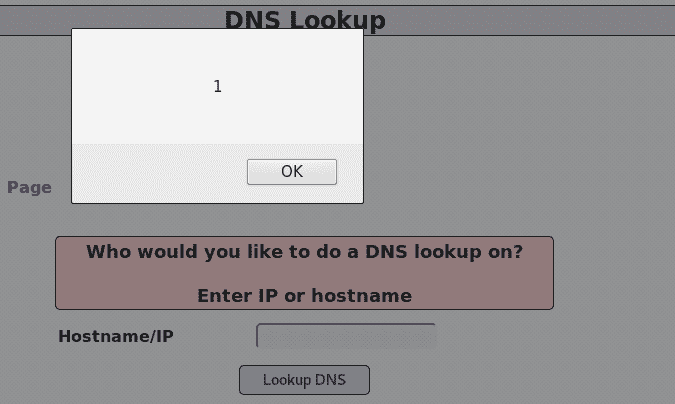 DNS Lookup
1
OK
Page
Who would you like to do a DNS lookup on?
Enter IP or hostname
Hostname/IP
Lookup DNS